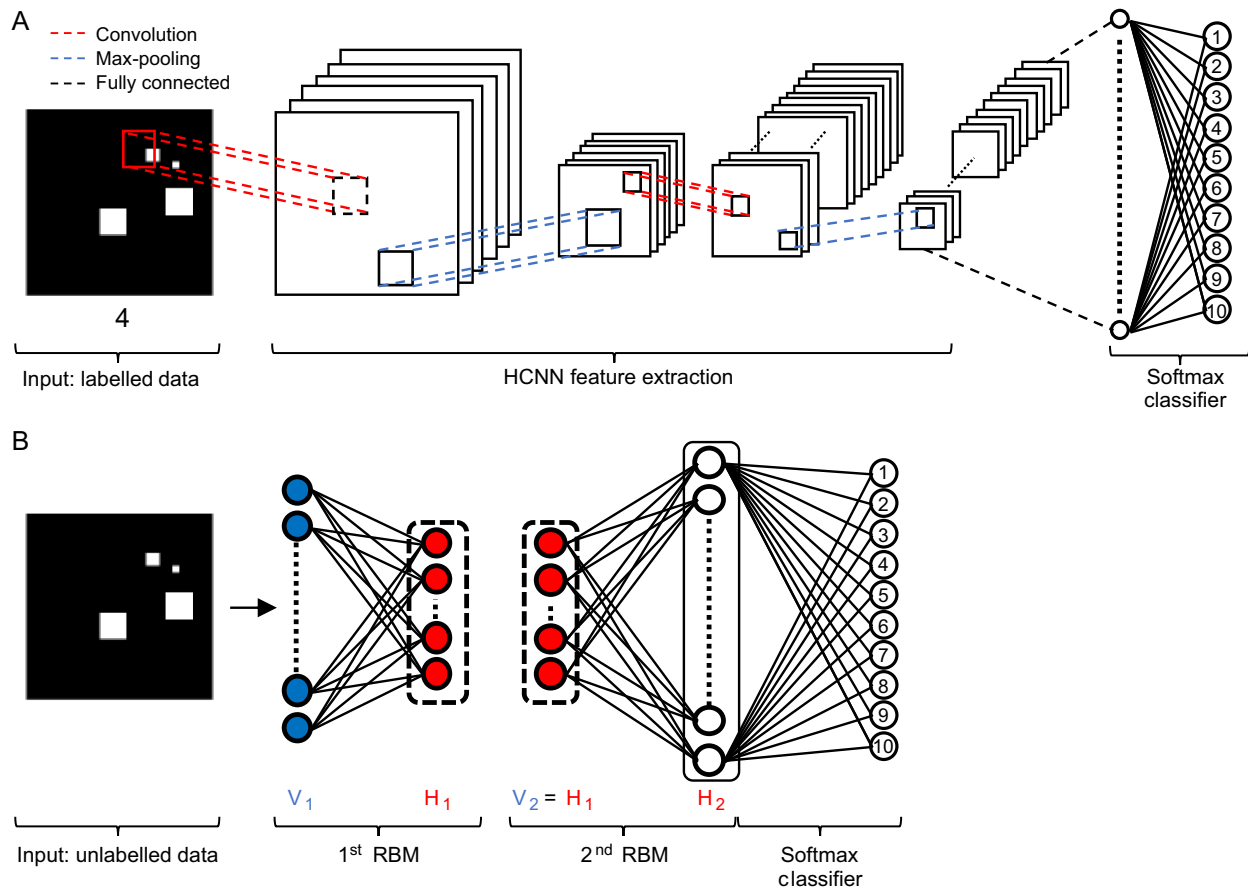 A
Convolution
Max-pooling
Fully connected
4
1
2
3
4
5
6
7
8
9
10
Input: labelled data
HCNN feature extraction
Softmax
classifier
B
1
2
3
4
5
6
7
8
9
10
V1 H1 V2 = H1 H2
Input: unlabelled data
1st RBM
2nd RBM
Softmax
classifier